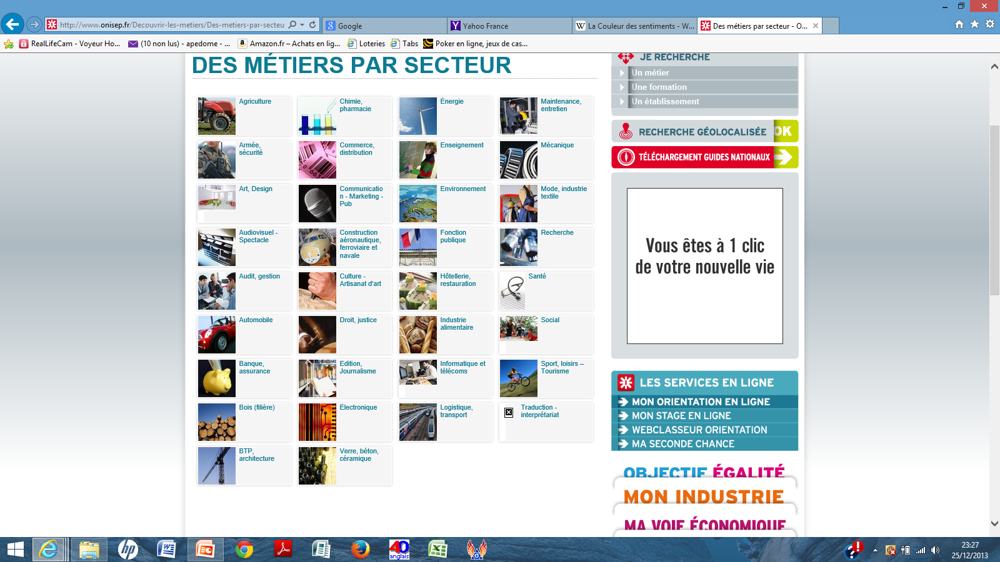 http://www.onisep.fr/Decouvrir-les-metiers/Des-metiers-par-secteu
Google
Yahoo France
La Couleur des sentiments - W...
Des métiers par secteur - O...
RealLifeCam - Voyeur Ho...
(10 non lus) - apedome - ...
Amazon.fr – Achats en lig...
Loteries
Tabs
Poker en ligne, jeux de cas...
DES MÉTIERS PAR SECTEUR
Agriculture
Chimie,
pharmacie
Énergie
Maintenance,
entretien
Armée,
sécurité
Commerce,
distribution
Enseignement
Mécanique
Art, Design
Communicatio
n - Marketing -
Pub
Environnement
Mode, industrie
textile
Audiovisuel -
Spectacle
Construction
aéronautique,
ferroviaire et
navale
Fonction
publique
Recherche
Audit, gestion
Culture -
Artisanat d'art
Hôtellerie,
restauration
Santé
Automobile
Droit, justice
Industrie
alimentaire
Social
Banque,
assurance
Edition,
Journalisme
Informatique et
télécoms
Sport, loisirs –
Tourisme
Bois (filière)
Électronique
Logistique,
transport
Traduction -
interprétariat
BTP,
architecture
Verre, béton,
céramique
JE RECHERCHE
Un métier
Une formation
Un établissement
RECHERCHE GÉOLOCALISÉE
OK
TÉLÉCHARGEMENT GUIDES NATIONAUX
Vous êtes à 1 clic
de votre nouvelle vie
LES SERVICES EN LIGNE
MON ORIENTATION EN LIGNE
MON STAGE EN LIGNE
WEBCLASSEUR ORIENTATION
MA SECONDE CHANCE
OBJECTIF ÉGALITÉ
MON INDUSTRIE
MA VOIE ÉCONOMIQUE
40
anglais
23:27
25/12/2013